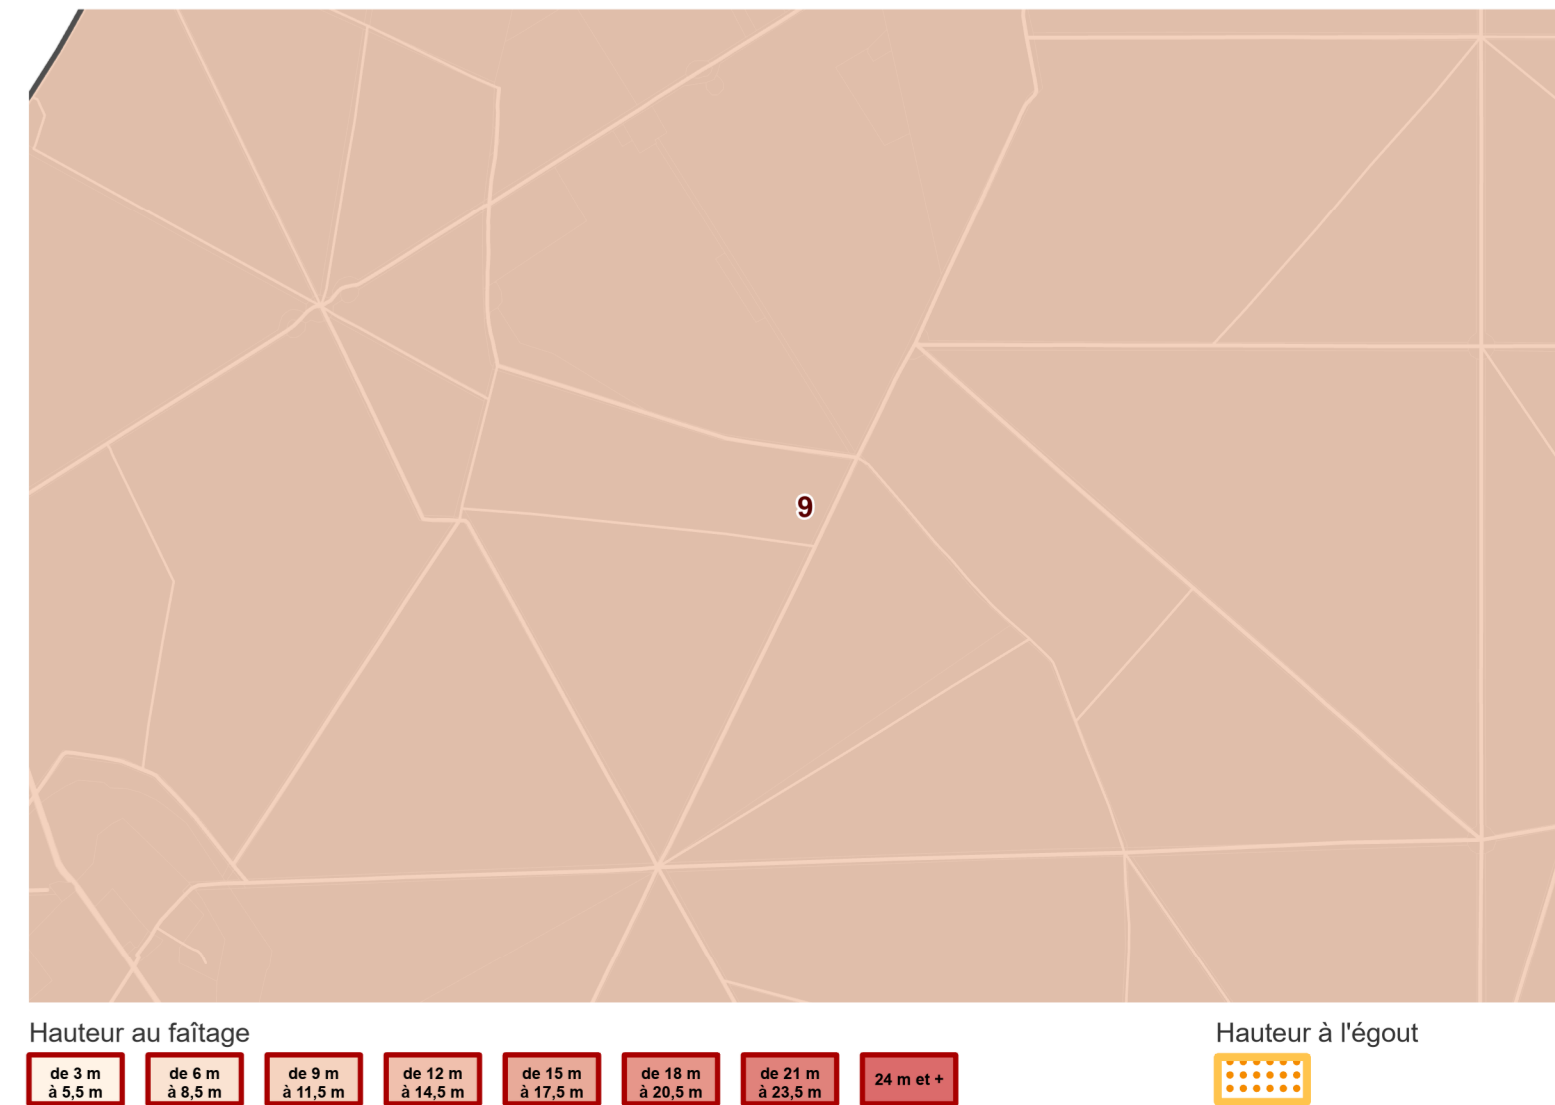 9
Hauteur au faîtage
Hauteur à l'égout
de 3 m
à 5,5 m
de 6 m
à 8,5 m
de 9 m
à 11,5 m
de 12 m
à 14,5 m
de 15 m
à 17,5 m
de 18 m
à 20,5 m
de 21 m
à 23,5 m
24 m et +